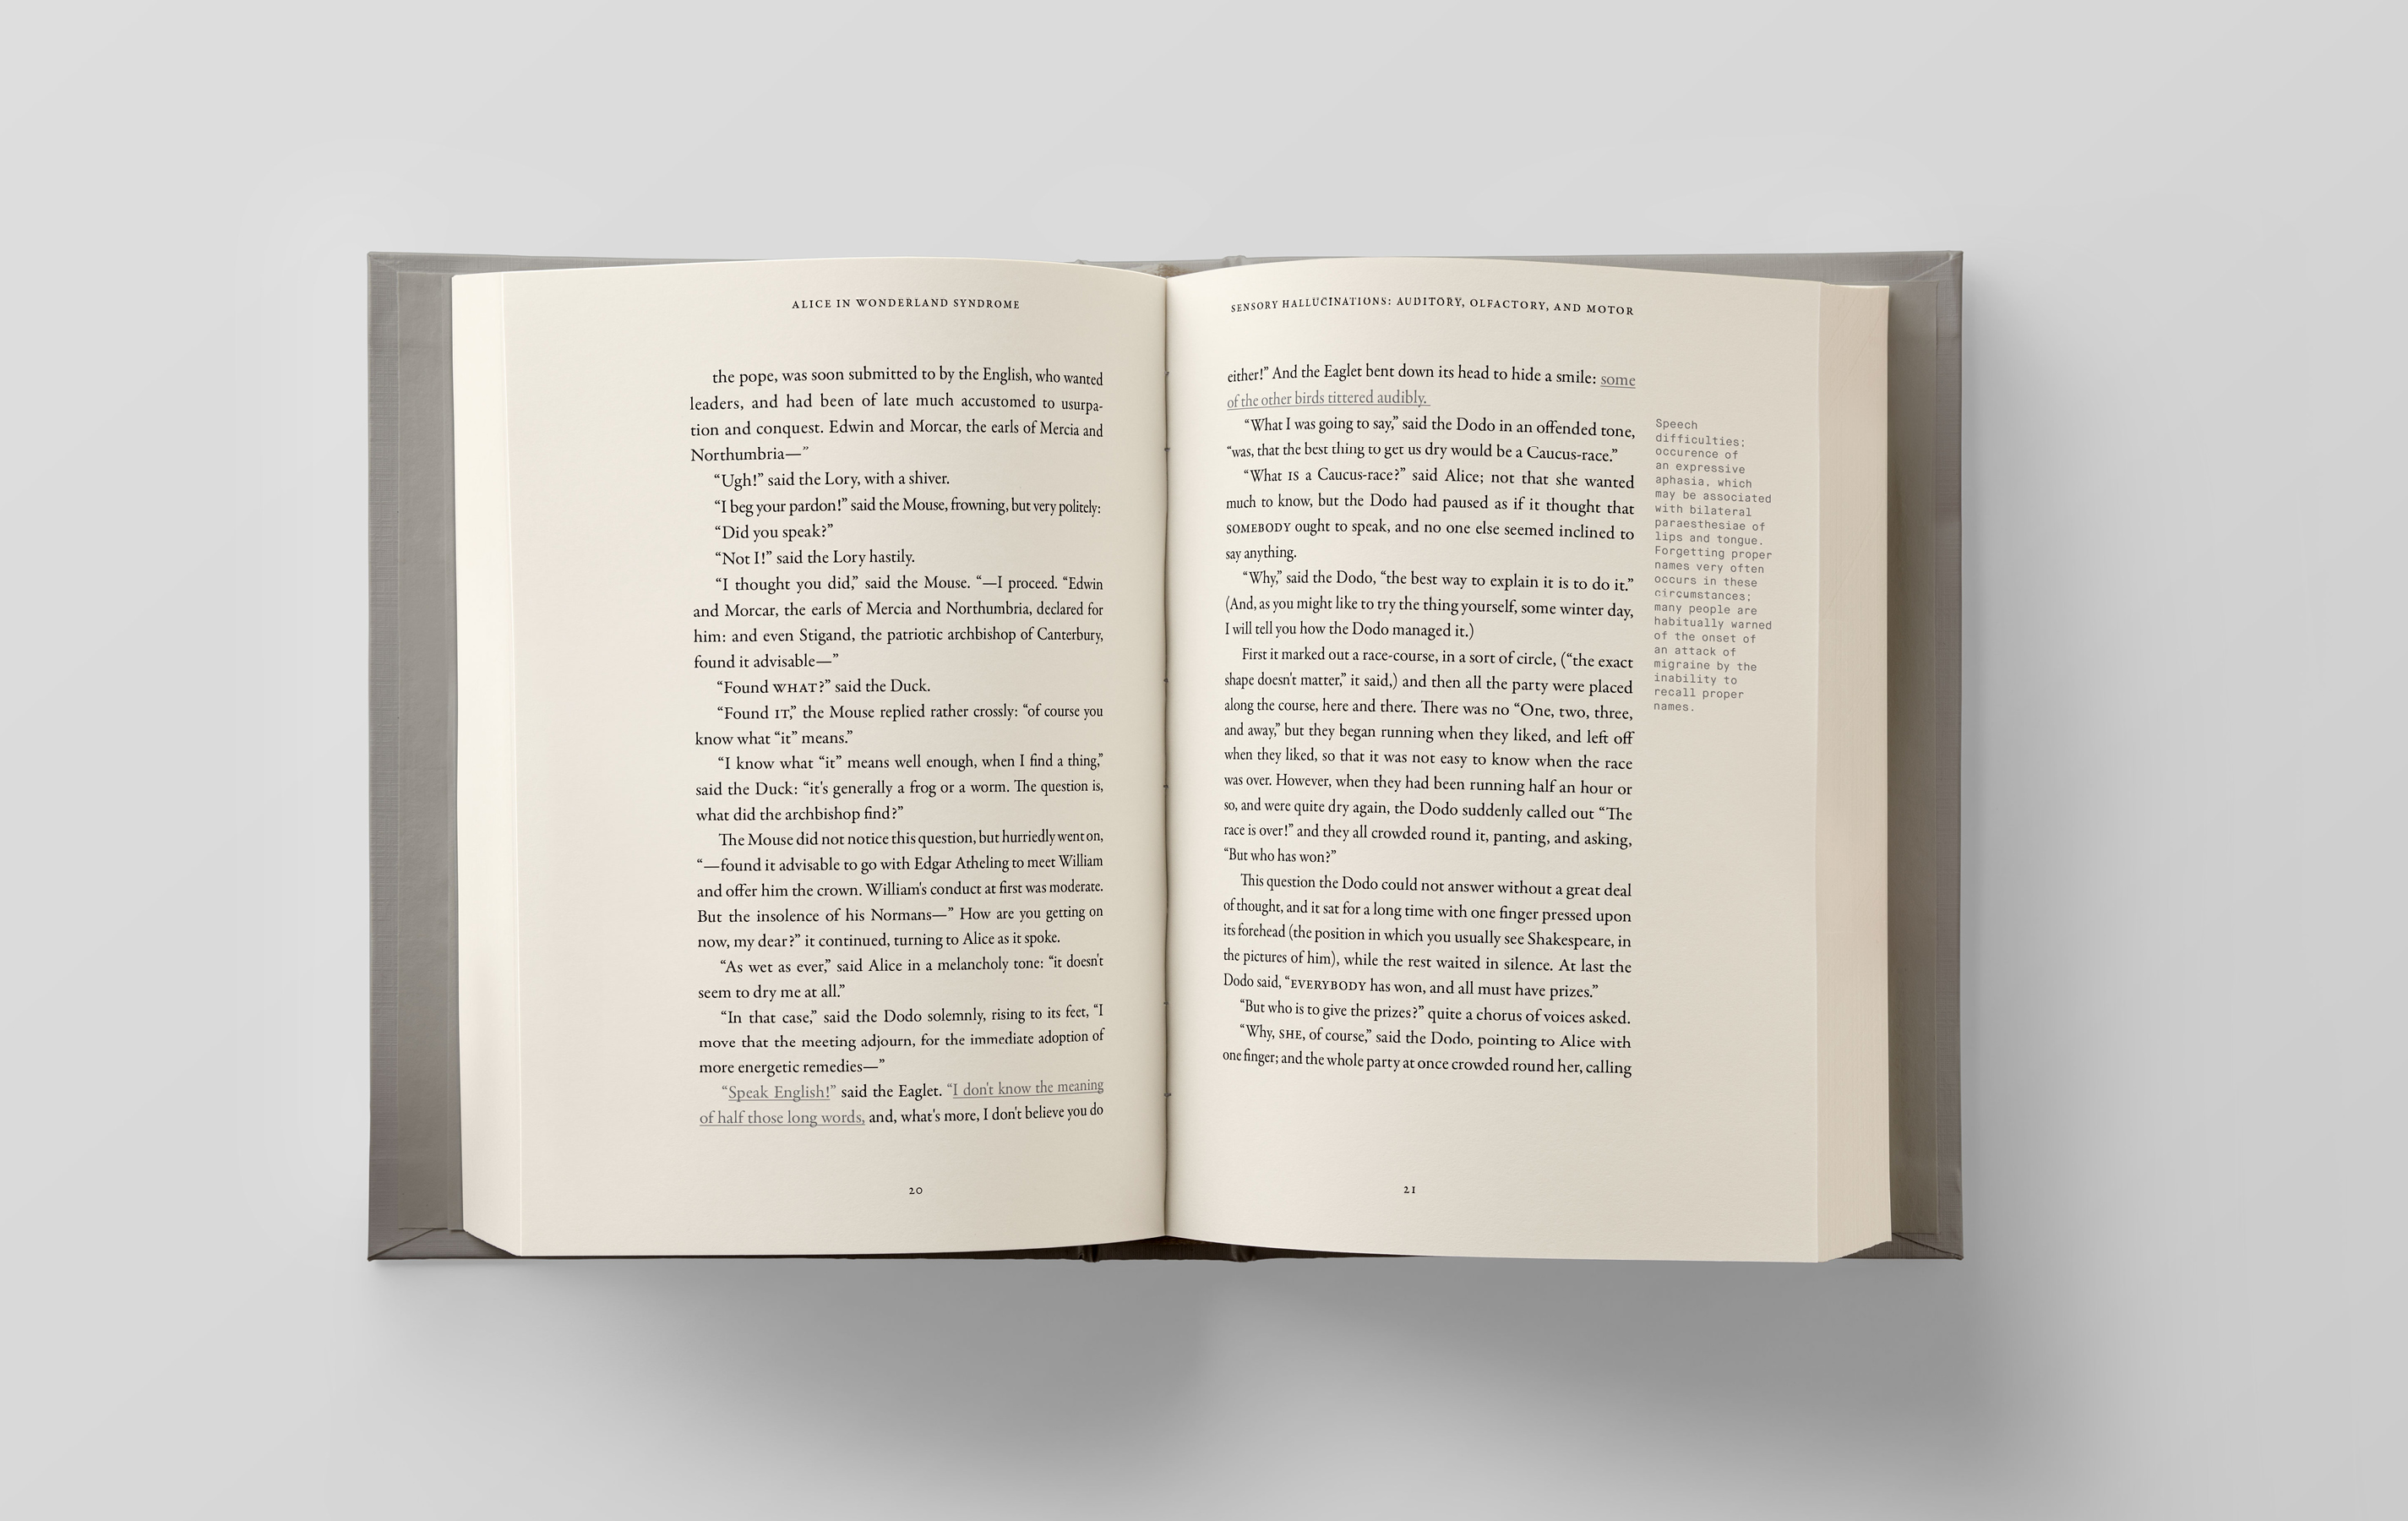 ALICE IN WONDERLAND SYNDROME
the pope, was soon submitted to by the English, who wanted
leaders, and had been of late much accustomed to usurpa-
tion and conquest. Edwin and Morcar, the earls of Mercia and
Northumbria—”
“Ugh!” said the Lory, with a shiver.
“I beg your pardon!” said the Mouse, frowning, but very politely:
“Did you speak?”
“Not I!” said the Lory hastily.
“I thought you did,” said the Mouse. “—I proceed. “Edwin
and Morcar, the earls of Mercia and Northumbria, declared for
him: and even Stigand, the patriotic archbishop of Canterbury,
found it advisable—”
“Found WHAT?” said the Duck.
“Found IT,” the Mouse replied rather crossly: “of course you
know what “it” means.”
“I know what “it” means well enough, when I find a thing,”
said the Duck: “it's generally a frog or a worm. The question is,
what did the archbishop find?”
The Mouse did not notice this question, but hurriedly went on,
“—found it advisable to go with Edgar Atheling to meet William
and offer him the crown. William's conduct at first was moderate.
But the insolence of his Normans—” How are you getting on
now, my dear?” it continued, turning to Alice as it spoke.
“As wet as ever,” said Alice in a melancholy tone: “it doesn't
seem to dry me at all.”
“In that case,” said the Dodo solemnly, rising to its feet, “I
move that the meeting adjourn, for the immediate adoption of
more energetic remedies—”
“Speak English!” said the Eaglet. “I don't know the meaning
of half those long words, and, what's more, I don't believe you do
20
SENSORY HALLUCINATIONS: AUDITORY, OLFACTORY, AND MOTOR
either!” And the Eaglet bent down its head to hide a smile: some
of the other birds tittered audibly.
“What I was going to say,” said the Dodo in an offended tone,
“was, that the best thing to get us dry would be a Caucus-race.”
“What IS a Caucus-race?” said Alice; not that she wanted
much to know, but the Dodo had paused as if it thought that
SOMEBODY ought to speak, and no one else seemed inclined to
say anything.
“Why,” said the Dodo, “the best way to explain it is to do it.”
(And, as you might like to try the thing yourself, some winter day,
I will tell you how the Dodo managed it.)
First it marked out a race-course, in a sort of circle, (“the exact
shape doesn't matter,” it said,) and then all the party were placed
along the course, here and there. There was no “One, two, three,
and away,” but they began running when they liked, and left off
when they liked, so that it was not easy to know when the race
was over. However, when they had been running half an hour or
so, and were quite dry again, the Dodo suddenly called out “The
race is over!” and they all crowded round it, panting, and asking,
“But who has won?”
This question the Dodo could not answer without a great deal
of thought, and it sat for a long time with one finger pressed upon
its forehead (the position in which you usually see Shakespeare, in
the pictures of him), while the rest waited in silence. At last the
Dodo said, “EVERYBODY has won, and all must have prizes.”
“But who is to give the prizes?” quite a chorus of voices asked.
“Why, SHE, of course,” said the Dodo, pointing to Alice with
one finger; and the whole party at once crowded round her, calling
Speech
difficulties;
occurence of
an expressive
aphasia, which
may be associated
with bilateral
paraesthesiae of
lips and tongue.
Forgetting proper
names very often
occurs in these
circumstances;
many people are
habitually warned
of the onset of
an attack of
migraine by the
inability to
recall proper
names.
21